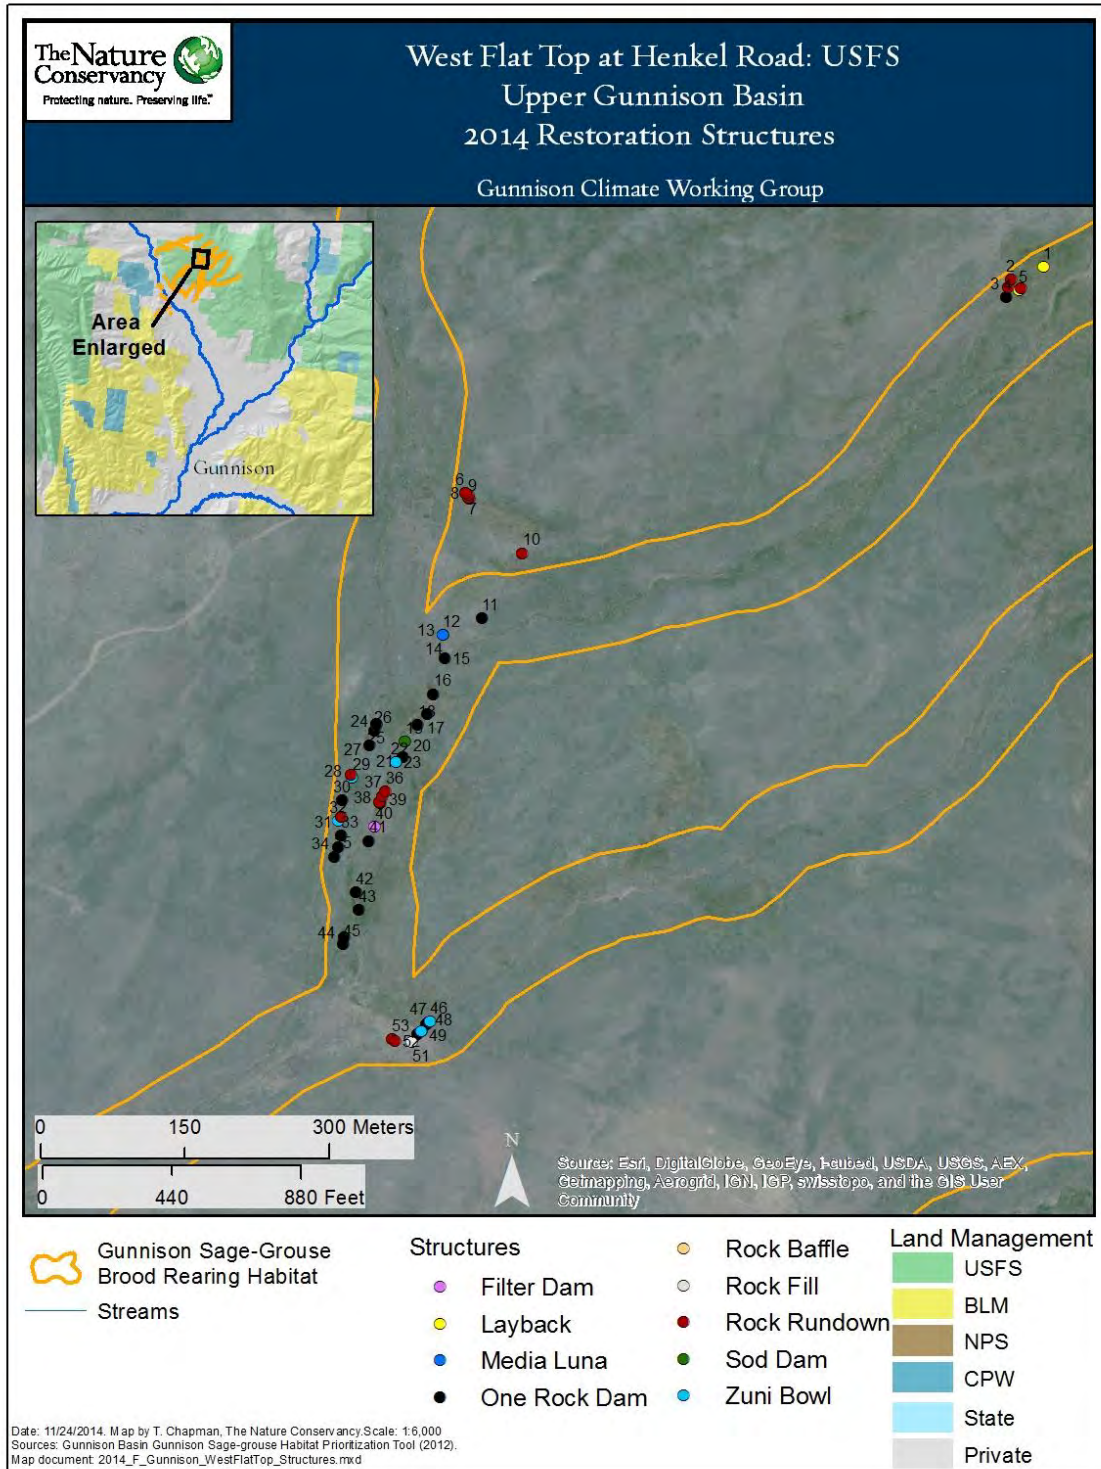 The Nature
Conservancy
Protecting nature. Preserving life.™
West Flat Top at Henkel Road: USFS
Upper Gunnison Basin
2014 Restoration Structures
Gunnison Climate Working Group
Area
Enlarged
Gunnison
1
2
3
5
6
9
8
7
10
11
12
13
14
15
16
18
19
17
24
26
25
27
22
20
21
23
28
29
36
37
30
38
39
32
40
31
33
41
34
5
42
43
44
45
47
46
48
53
49
52
51
0 150 300 Meters
0 440 880 Feet
N
Source: Esri, DigitalGlobe, GeoEye, i-cubed, USDA, USGS, AEX,
Getmapping, Aerogrid, IGN, IGP, swisstopo, and the GIS User
Community
Gunnison Sage-Grouse
Brood Rearing Habitat
Streams
Structures
Filter Dam
Layback
Media Luna
One Rock Dam
Rock Baffle
Rock Fill
Rock Rundown
Sod Dam
Zuni Bowl
Land Management
USFS
BLM
NPS
CPW
State
Private
Date: 11/24/2014. Map by T. Chapman, The Nature Conservancy.Scale: 1:6,000
Sources: Gunnison Basin Gunnison Sage-grouse Habitat Prioritization Tool (2012).
Map document: 2014_F_Gunnison_WestFlatTop_Structures.mxd